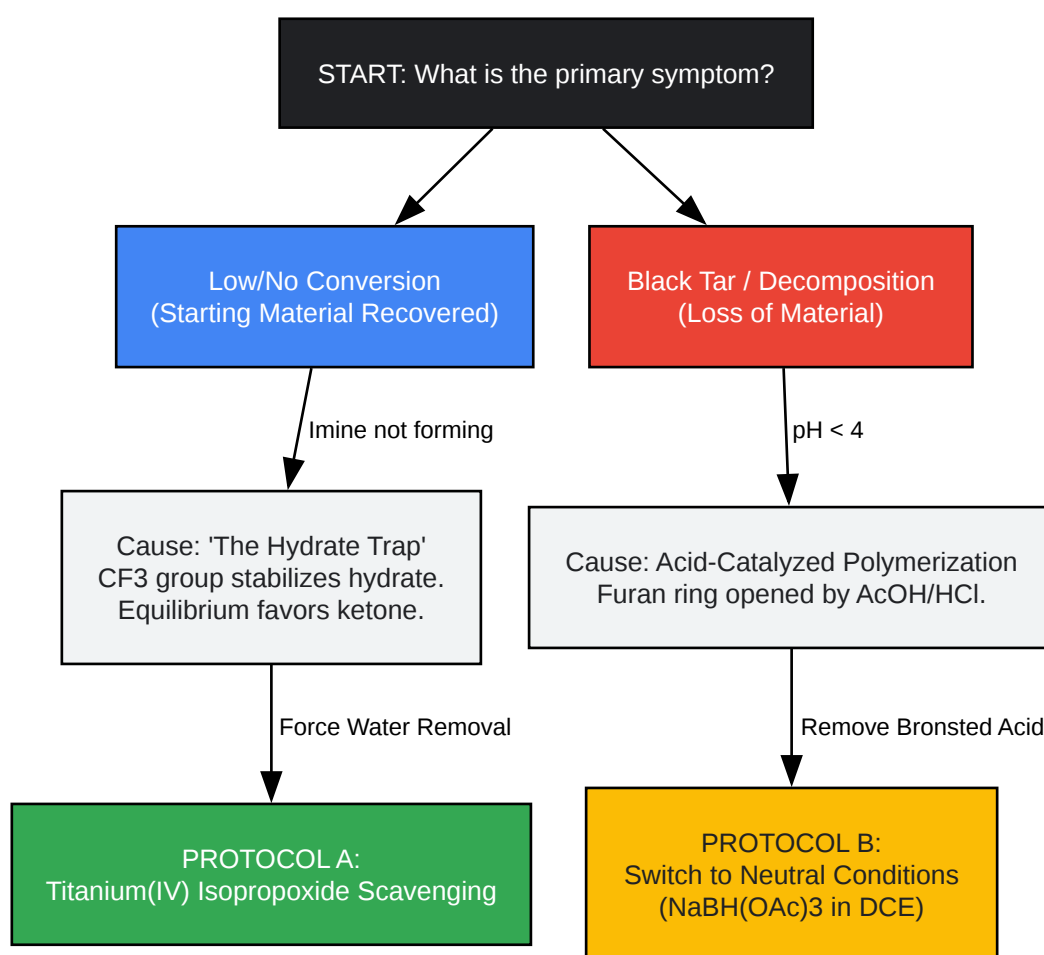 START: What is the primary symptom?
Low/No Conversion
(Starting Material Recovered)
Black Tar / Decomposition
(Loss of Material)
Imine not forming
pH < 4
Cause: 'The Hydrate Trap'
CF3 group stabilizes hydrate.
Equilibrium favors ketone.
Cause: Acid-Catalyzed Polymerization
Furan ring opened by AcOH/HCl.
Force Water Removal
Remove Bronsted Acid
PROTOCOL A:
Titanium(IV) Isopropoxide Scavenging
PROTOCOL B:
Switch to Neutral Conditions
(NaBH(OAc)3 in DCE)